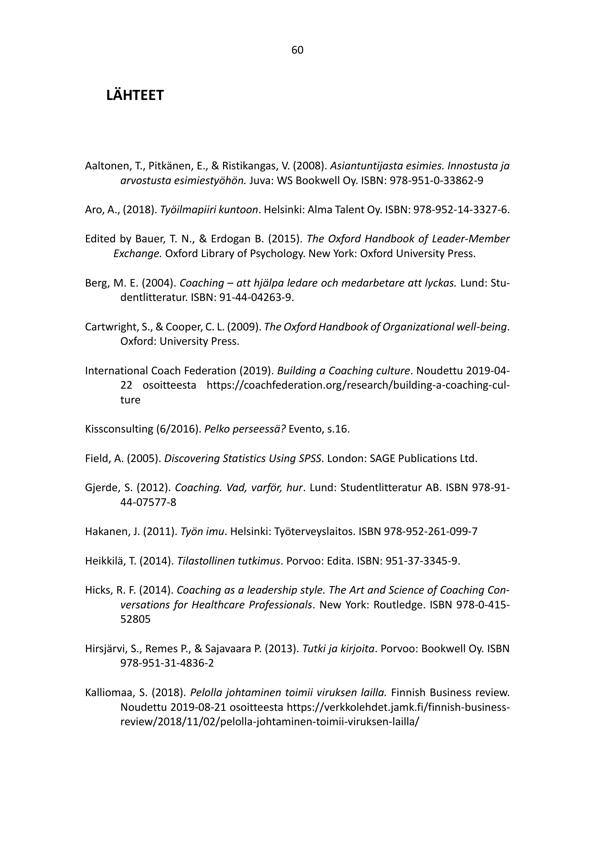 60
LÄHTEET
Aaltonen, T., Pitkänen, E., & Ristikangas, V. (2008). Asiantuntijasta esimies. Innostusta ja
arvostusta esimiestyöhön. Juva: WS Bookwell Oy. ISBN: 978-951-0-33862-9
Aro, A., (2018). Työilmapiiri kuntoon. Helsinki: Alma Talent Oy. ISBN: 978-952-14-3327-6.
Edited by Bauer, T. N., & Erdogan B. (2015). The Oxford Handbook of Leader-Member
Exchange. Oxford Library of Psychology. New York: Oxford University Press.
Berg, M. E. (2004). Coaching – att hjälpa ledare och medarbetare att lyckas. Lund: Stu-
dentlitteratur. ISBN: 91-44-04263-9.
Cartwright, S., & Cooper, C. L. (2009). The Oxford Handbook of Organizational well-being.
Oxford: University Press.
International Coach Federation (2019). Building a Coaching culture. Noudettu 2019-04-
22 osoitteesta https://coachfederation.org/research/building-a-coaching-cul-
ture
Kissconsulting (6/2016). Pelko perseessä? Evento, s.16.
Field, A. (2005). Discovering Statistics Using SPSS. London: SAGE Publications Ltd.
Gjerde, S. (2012). Coaching. Vad, varför, hur. Lund: Studentlitteratur AB. ISBN 978-91-
44-07577-8
Hakanen, J. (2011). Työn imu. Helsinki: Työterveyslaitos. ISBN 978-952-261-099-7
Heikkilä, T. (2014). Tilastollinen tutkimus. Porvoo: Edita. ISBN: 951-37-3345-9.
Hicks, R. F. (2014). Coaching as a leadership style. The Art and Science of Coaching Con-
versations for Healthcare Professionals. New York: Routledge. ISBN 978-0-415-
52805
Hirsjärvi, S., Remes P., & Sajavaara P. (2013). Tutki ja kirjoita. Porvoo: Bookwell Oy. ISBN
978-951-31-4836-2
Kalliomaa, S. (2018). Pelolla johtaminen toimii viruksen lailla. Finnish Business review.
Noudettu 2019-08-21 osoitteesta https://verkkolehdet.jamk.fi/finnish-business-
review/2018/11/02/pelolla-johtaminen-toimii-viruksen-lailla/